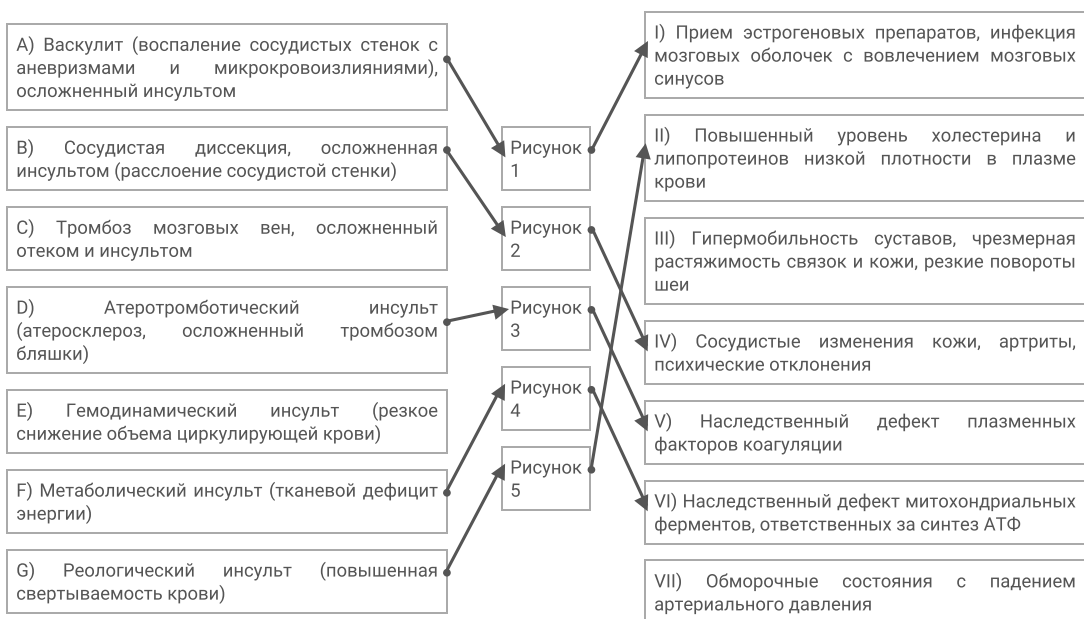 А) Васкулит (воспаление сосудистых стенок с
аневризмами и микрокровоизлияниями),
осложненный инсультом
B) Сосудистая диссекция, осложненная
инсультом (расслоение сосудистой стенки)
C) Тромбоз мозговых вен, осложненный
отеком и инсультом
D) Атеротромботический инсульт
(атеросклероз, осложненный тромбозом
бляшки)
E) Гемодинамический инсульт (резкое
снижение объема циркулирующей крови)
F) Метаболический инсульт (тканевой дефицит
энергии)
G) Реологический инсульт (повышенная
свертываемость крови)
Рисунок
1
Рисунок
2
Рисунок
3
Рисунок
4
Рисунок
5
I) Прием эстрогеновых препаратов, инфекция
мозговых оболочек с вовлечением мозговых
синусов
II) Повышенный уровень холестерина и
липопротеинов низкой плотности в плазме
крови
III) Гипермобильность суставов, чрезмерная
растяжимость связок и кожи, резкие повороты
шеи
IV) Сосудистые изменения кожи, артриты,
психические отклонения
V) Наследственный дефект плазменных
факторов коагуляции
VI) Наследственный дефект митохондриальных
ферментов, ответственных за синтез АТФ
VII) Обморочные состояния с падением
артериального давления